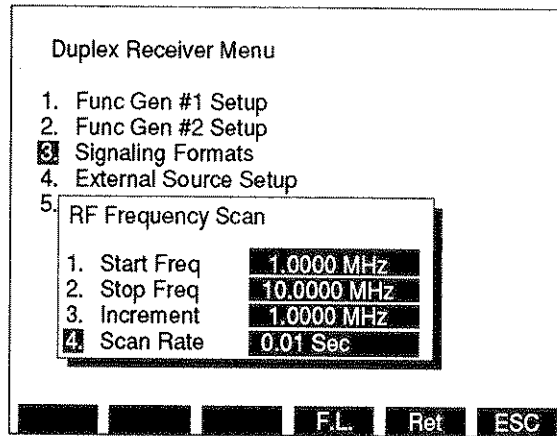 Duplex Receiver Menu
1. Func Gen #1 Setup
2. Func Gen #2 Setup
3. Signaling Formats
4. External Source Setup
5.
RF Frequency Scan
1. Start Freq 1.0000 MHz
2. Stop Freq 10.0000 MHz
3. Increment 1.0000 MHz
4. Scan Rate 0.01 Sec
F.L. Ret ESC